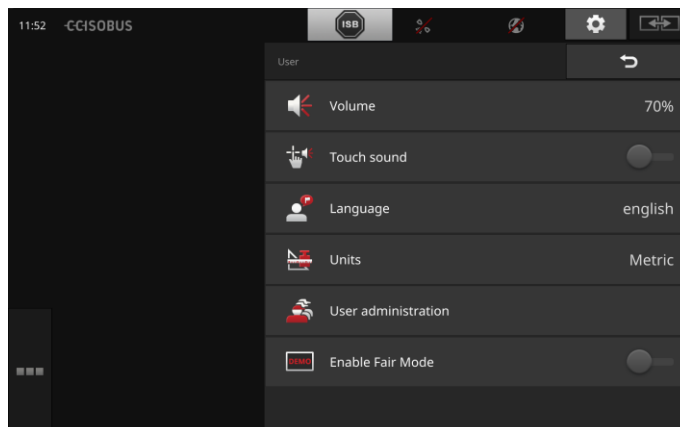 11:52 CCISOBUS
ISB
User
Volume 70%
Touch sound
Language english
Units Metric
User administration
DEMO Enable Fair Mode